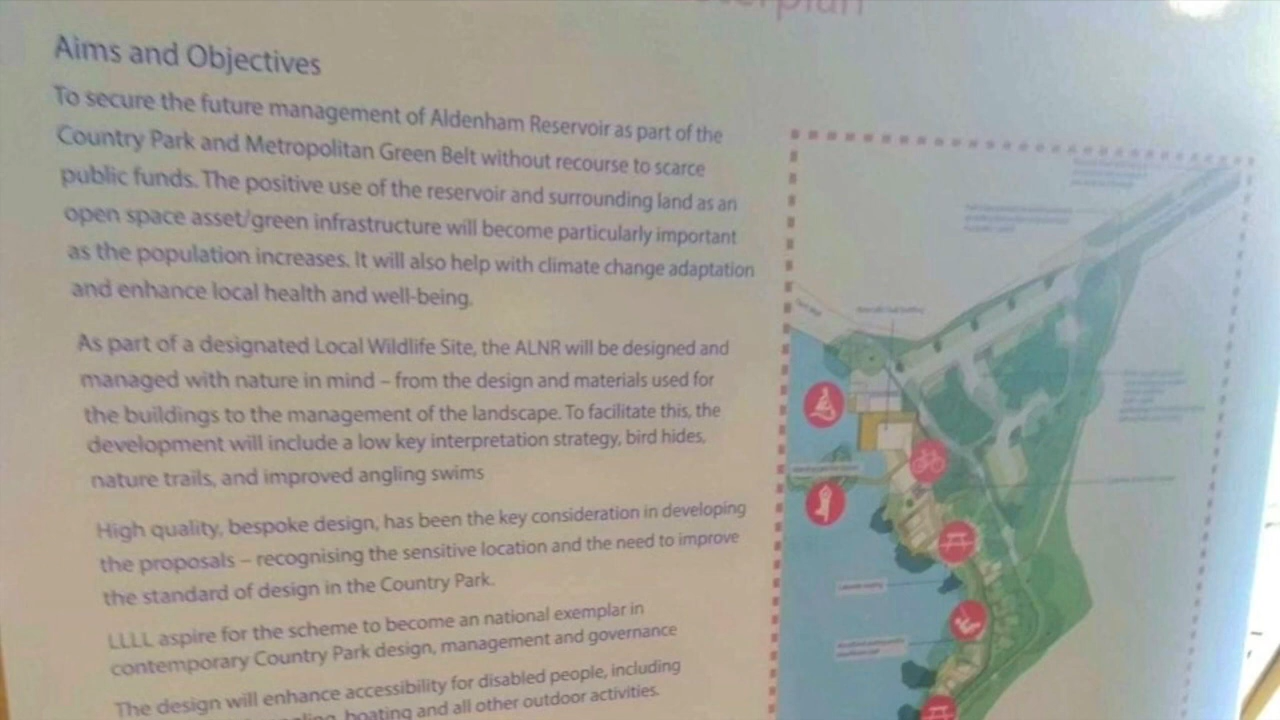 Aims and Objectives
To secure the future management of Aldenham Reservoir as part of the
Country Park and Metropolitan Green Belt without recourse to scarce
public funds. The positive use of the reservoir and surrounding land as an
open space asset/green infrastructure will become particularly important
as the population increases. It will also help with climate change adaptation
and enhance local health and well-being.
As part of a designated Local Wildlife Site, the ALNR will be designed and
managed with nature in mind – from the design and materials used for
the buildings to the management of the landscape. To facilitate this, the
development will include a low key interpretation strategy, bird hides,
nature trails, and improved angling swims
High quality, bespoke design, has been the key consideration in developing
the proposals – recognising the sensitive location and the need to improve
the standard of design in the Country Park.
LLLL aspire for the scheme to become an national exemplar in
contemporary Country Park design, management and governance
The design will enhance accessibility for disabled people, including
boating and all other outdoor activities.